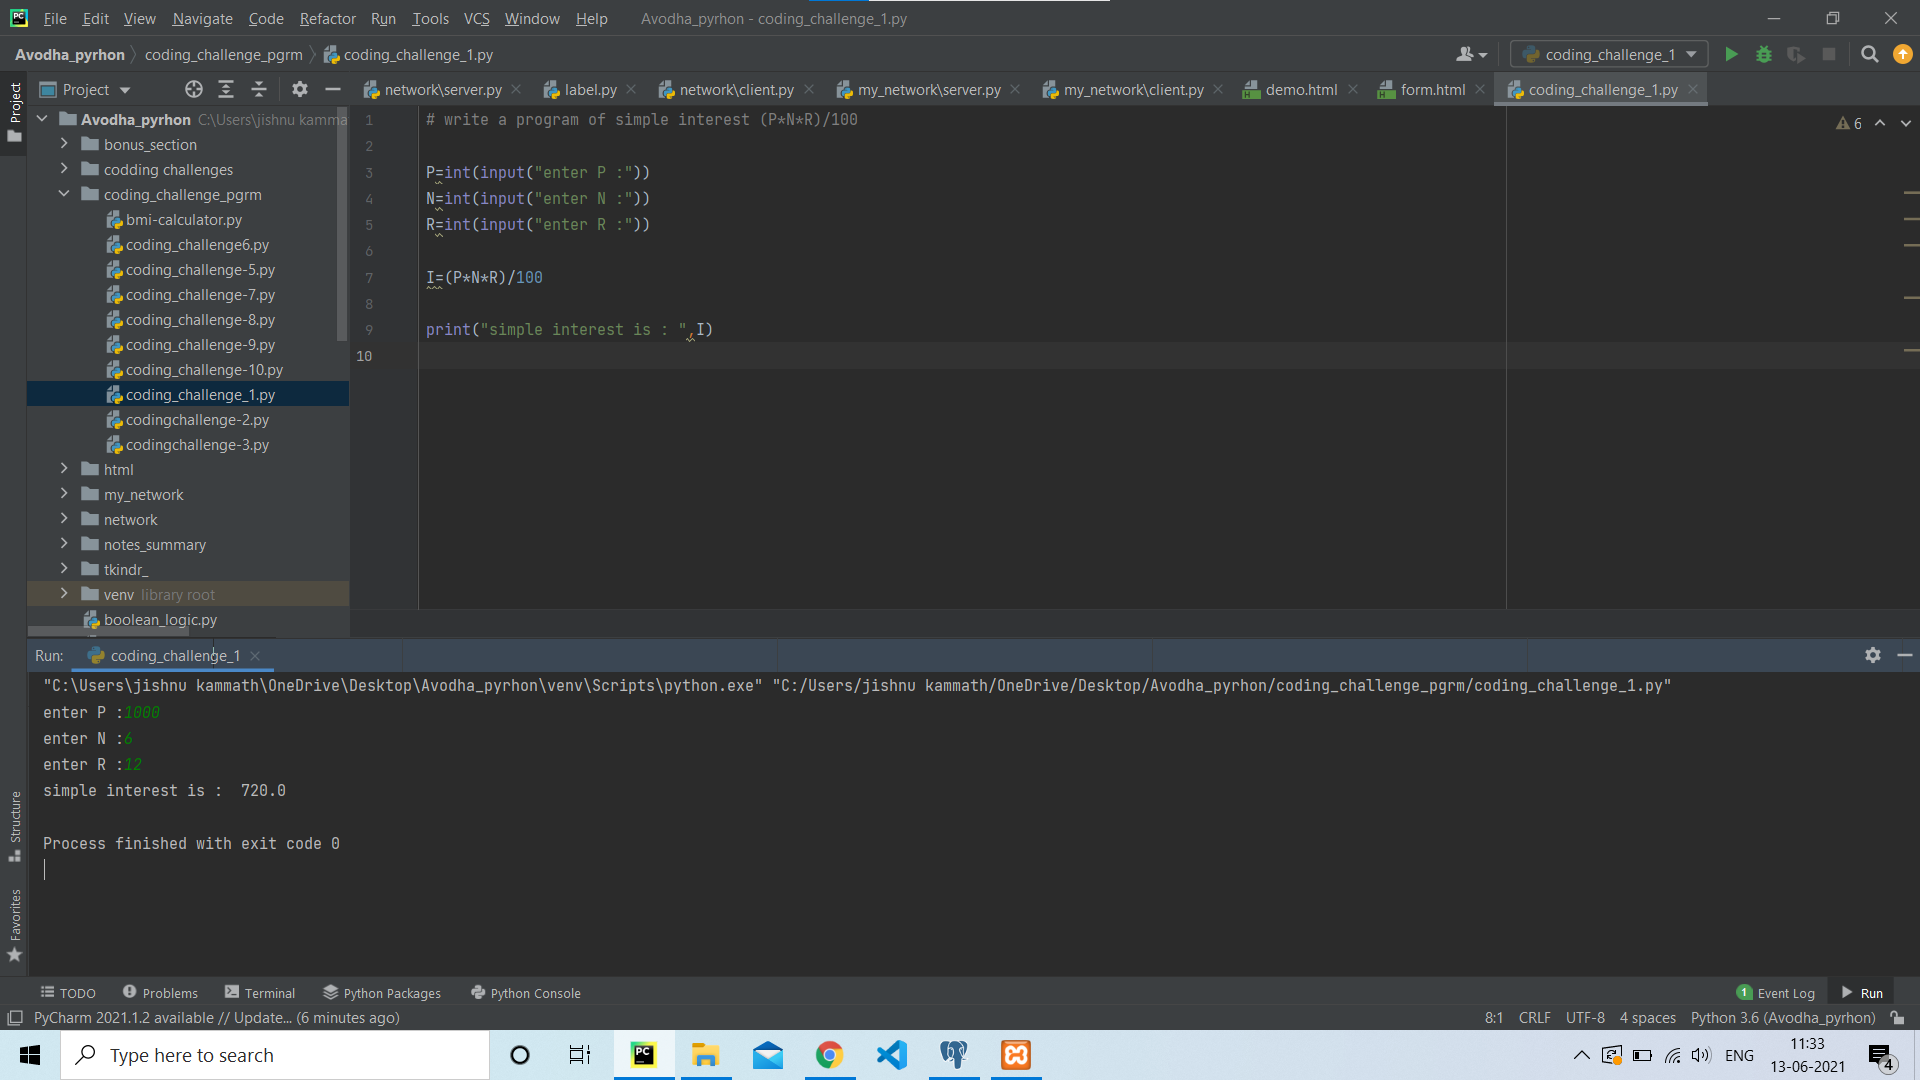 File Edit View Navigate Code Refactor Run Tools VCS Window Help Avodha_pyrhon - coding_challenge_1.py
Avodha_pyrhon coding_challenge_pgrm coding_challenge_1.py coding_challenge_1
Project
Project network\server.py label.py network\client.py my_network\server.py my_network\client.py demo.html form.html coding_challenge_1.py
Avodha_pyrhon C:\Users\jishnu kamma
bonus_section
codding challenges
coding_challenge_pgrm
bmi-calculator.py
coding_challenge6.py
coding_challenge-5.py
coding_challenge-7.py
coding_challenge-8.py
coding_challenge-9.py
coding_challenge-10.py
coding_challenge_1.py
codingchallenge-2.py
codingchallenge-3.py
html
my_network
network
notes_summary
tkindr_
venv library root
boolean_logic.py
6
1 # write a program of simple interest (P*N*R)/100
2
3 P=int(input("enter P :"))
4 N=int(input("enter N :"))
5 R=int(input("enter R :"))
6
7 I=(P*N*R)/100
8
9 print("simple interest is : ",I)
10
Run: coding_challenge_1
"C:\Users\jishnu kammath\OneDrive\Desktop\Avodha_pyrhon\venv\Scripts\python.exe" "C:/Users/jishnu kammath/OneDrive/Desktop/Avodha_pyrhon/coding_challenge_pgrm/coding_challenge_1.py"
enter P :1000
enter N :6
enter R :12
simple interest is :  720.0
Process finished with exit code 0
Structure
Favorites
TODO Problems Terminal Python Packages Python Console 1 Event Log Run
PyCharm 2021.1.2 available // Update... (6 minutes ago) 8:1 CRLF UTF-8 4 spaces Python 3.6 (Avodha_pyrhon)
Type here to search PC ENG 11:33
13-06-2021 4